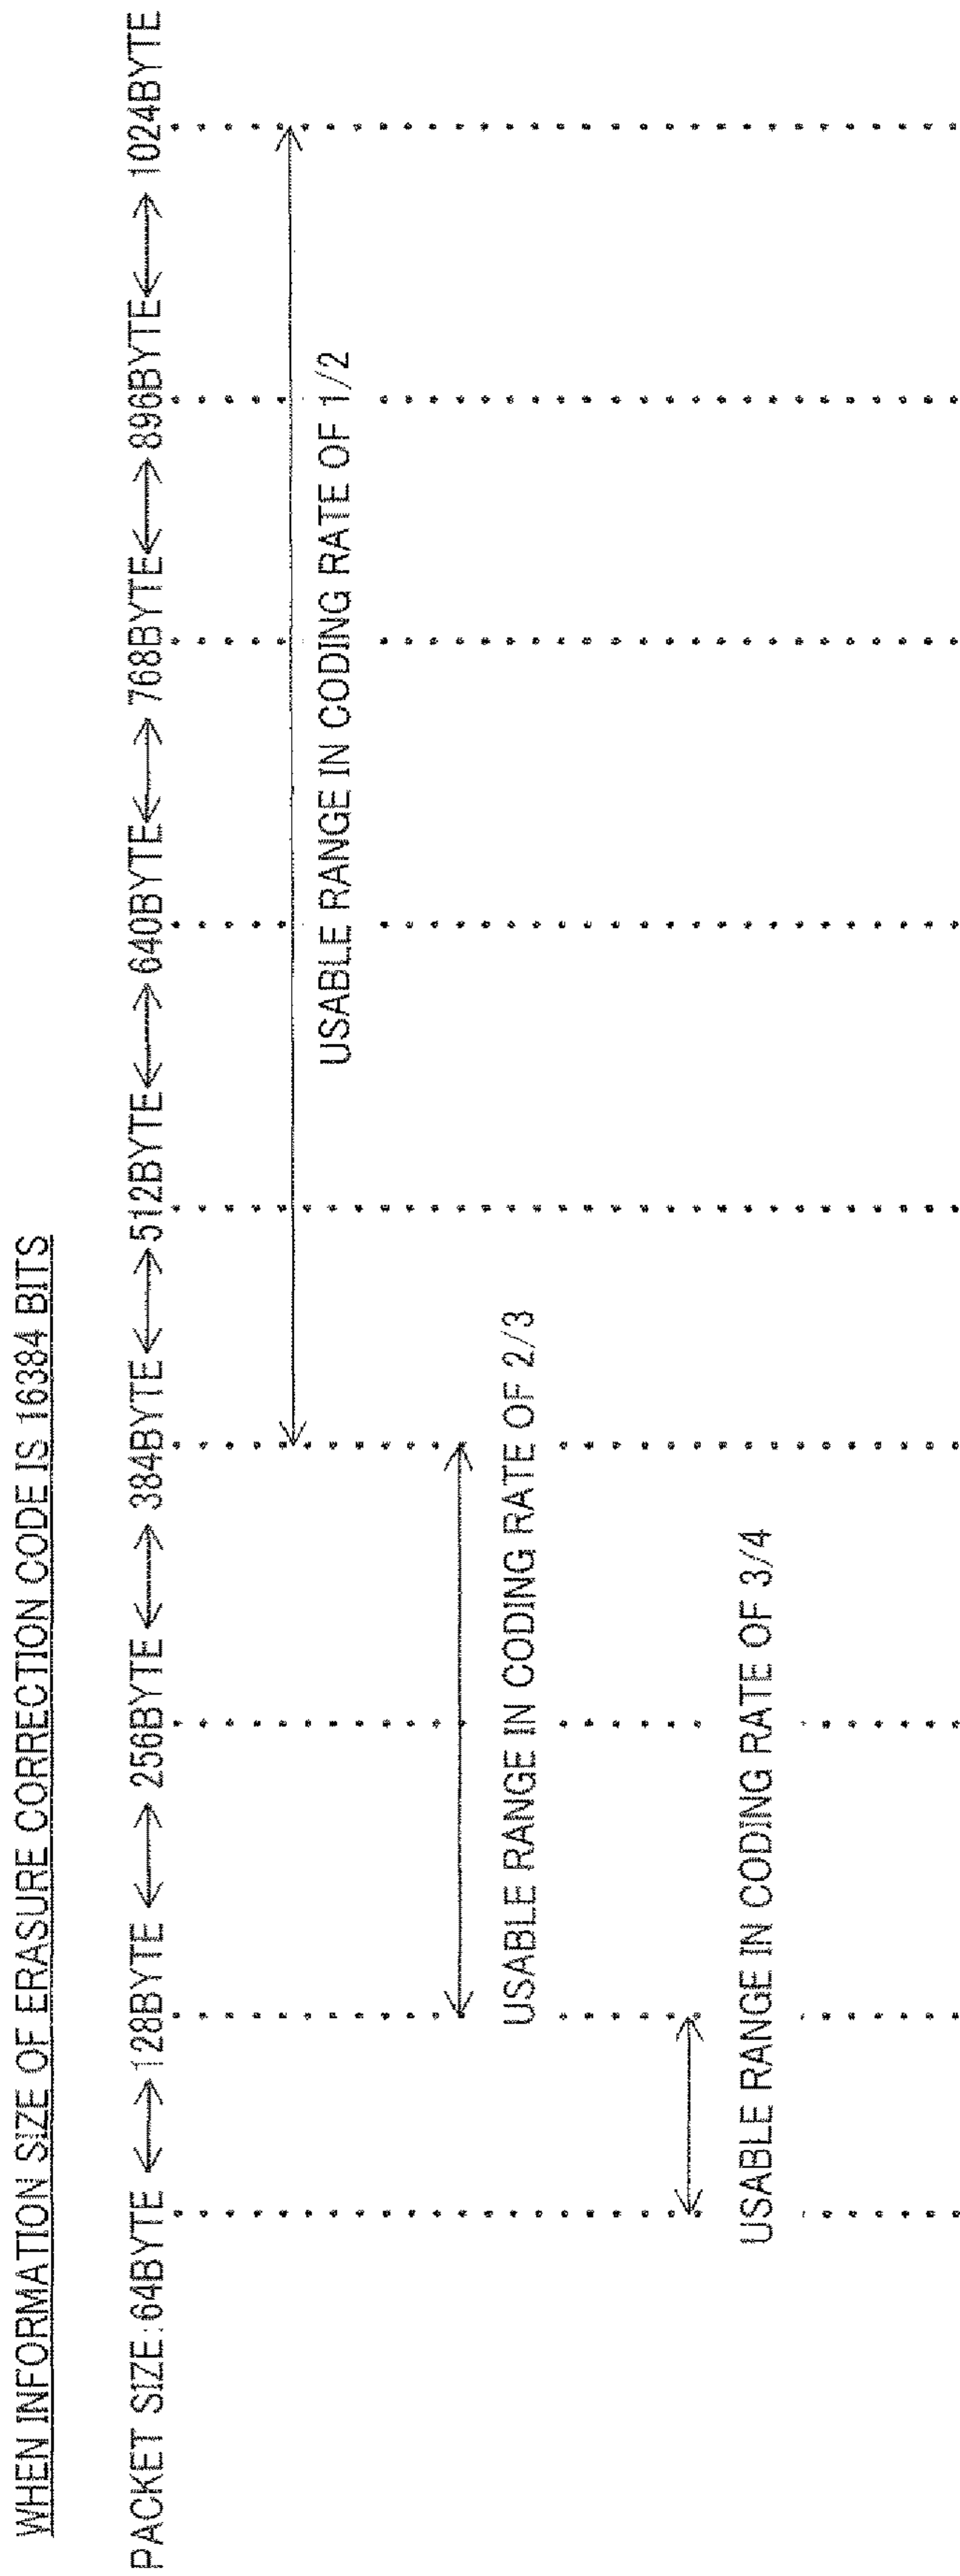 WHEN INFORMATION SIZE OF ERASURE CORRECTION CODE IS 16384 BITS
PACKET SIZE:64BYTE 128BYTE 256BYTE 384BYTE 512BYTE 640BYTE 768BYTE 896BYTE 1024BYTE
USABLE RANGE IN CODING RATE OF 1/2
USABLE RANGE IN CODING RATE OF 2/3
USABLE RANGE IN CODING RATE OF 3/4